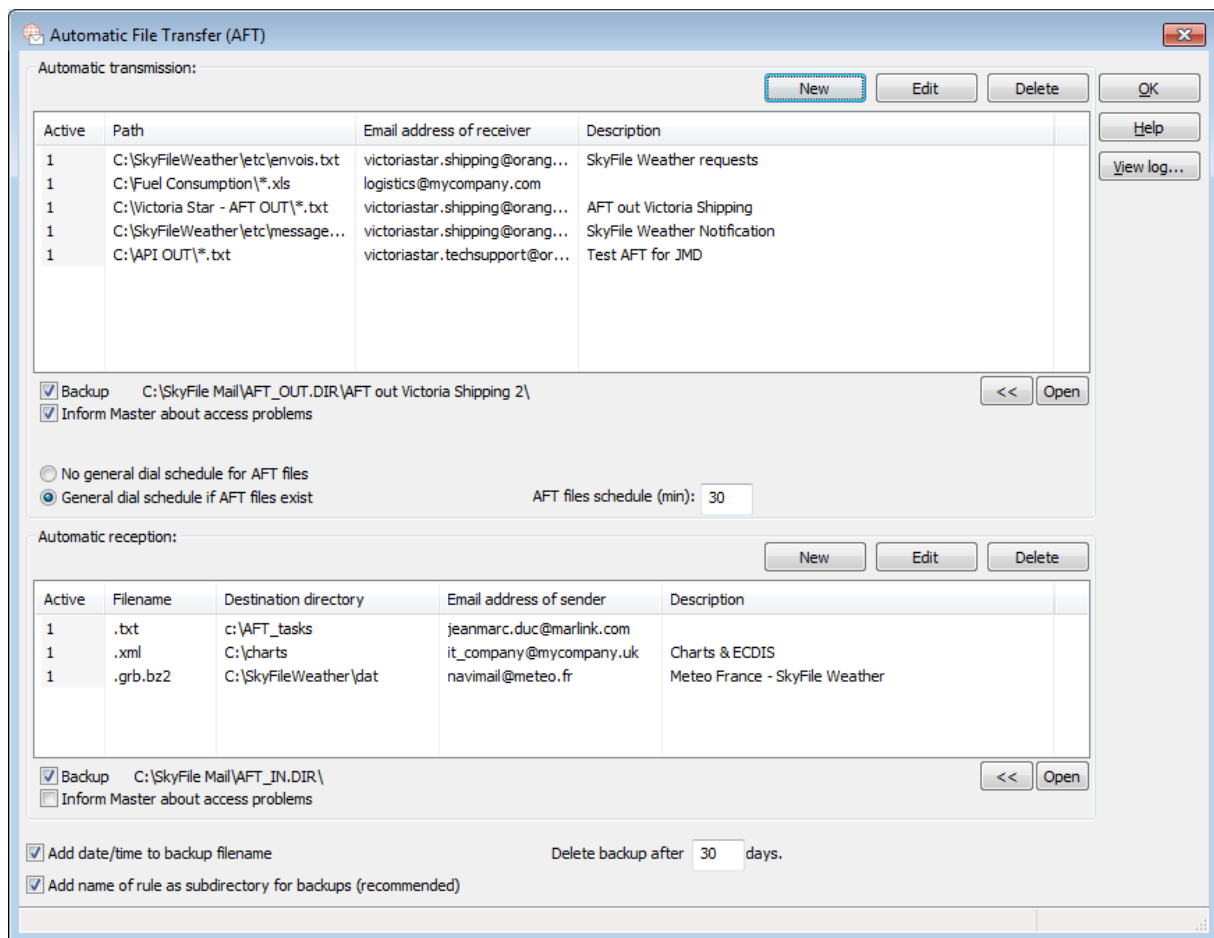 Automatic File Transfer (AFT)
Automatic transmission:
New Edit Delete OK
Help
View log...
Active Path Email address of receiver Description
1 C:\SkyFileWeather\etc\envois.txt victoriastar.shipping@orang... SkyFile Weather requests
1 C:\Fuel Consumption\*.xls logistics@mycompany.com
1 C:\Victoria Star - AFT OUT\*.txt victoriastar.shipping@orang... AFT out Victoria Shipping
1 C:\SkyFileWeather\etc\message... victoriastar.shipping@orang... SkyFile Weather Notification
1 C:\API OUT\*.txt victoriastar.techsupport@or... Test AFT for JMD
Backup C:\SkyFile Mail\AFT_OUT.DIR\AFT out Victoria Shipping 2\ << Open
Inform Master about access problems
No general dial schedule for AFT files
General dial schedule if AFT files exist AFT files schedule (min): 30
Automatic reception:
New Edit Delete
Active Filename Destination directory Email address of sender Description
1 .txt c:\AFT_tasks jeanmarc.duc@marlink.com
1 .xml C:\charts it_company@mycompany.uk Charts & ECDIS
1 .grb.bz2 C:\SkyFileWeather\dat navimail@meteo.fr Meteo France - SkyFile Weather
Backup C:\SkyFile Mail\AFT_IN.DIR\ << Open
Inform Master about access problems
Add date/time to backup filename Delete backup after 30 days.
Add name of rule as subdirectory for backups (recommended)